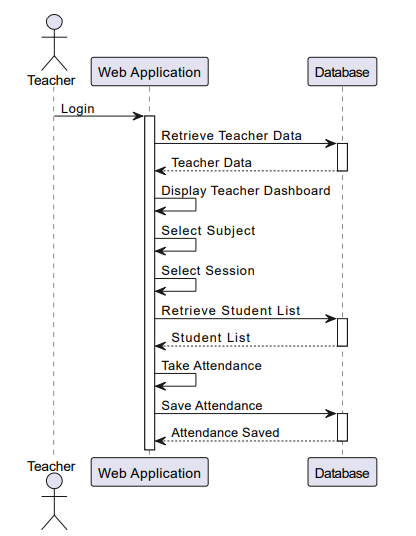 Teacher
Web Application
Database
Login
Retrieve Teacher Data
Teacher Data
Display Teacher Dashboard
Select Subject
Select Session
Retrieve Student List
Student List
Take Attendance
Save Attendance
Attendance Saved
Teacher
Web Application
Database